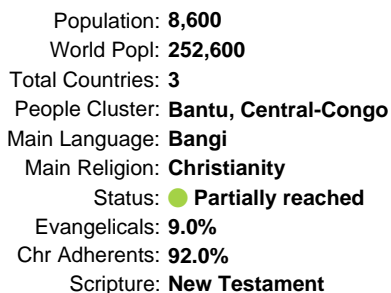 Population: 8,600
World Popl: 252,600
Total Countries: 3
People Cluster: Bantu, Central-Congo
Main Language: Bangi
Main Religion: Christianity
Status: Partially reached
Evangelicals: 9.0%
Chr Adherents: 92.0%
Scripture: New Testament